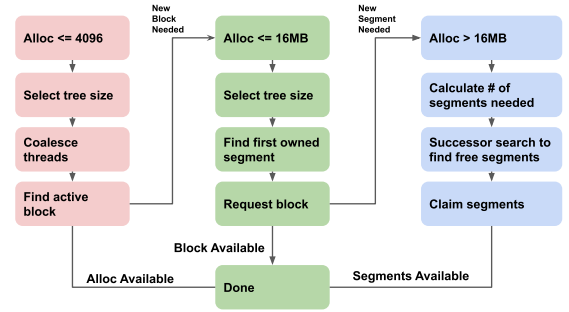 New
Block
Needed
New
Segment
Needed
Alloc <= 4096
Alloc <= 16MB
Alloc > 16MB
Select tree size
Select tree size
Calculate # of
segments needed
Coalesce
threads
Find first owned
segment
Successor search to
find free segments
Find active
block
Request block
Claim segments
Block Available
Alloc Available
Segments Available
Done